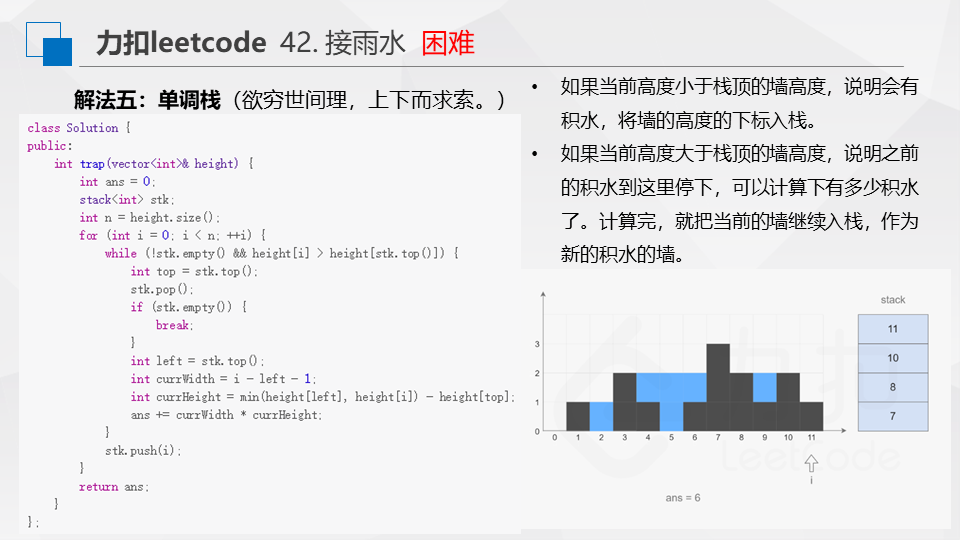 力扣leetcode 42. 接雨水 困难
解法五：单调栈（欲穷世间理，上下而求索。）
class Solution {
public:
    int trap(vector<int>& height) {
        int ans = 0;
        stack<int> stk;
        int n = height.size();
        for (int i = 0; i < n; ++i) {
            while (!stk.empty() && height[i] > height[stk.top()]) {
                int top = stk.top();
                stk.pop();
                if (stk.empty()) {
                    break;
                }
                int left = stk.top();
                int currWidth = i - left - 1;
                int currHeight = min(height[left], height[i]) - height[top];
                ans += currWidth * currHeight;
            }
            stk.push(i);
        }
        return ans;
    }
};
• 如果当前高度小于栈顶的墙高度，说明会有
积水，将墙的高度的下标入栈。
• 如果当前高度大于栈顶的墙高度，说明之前
的积水到这里停下，可以计算下有多少积水
了。计算完，就把当前的墙继续入栈，作为
新的积水的墙。
stack
11
10
8
7
3
2
1
0
0 1 2 3 4 5 6 7 8 9 10 11
i
ans = 6
力扣
LeetCode